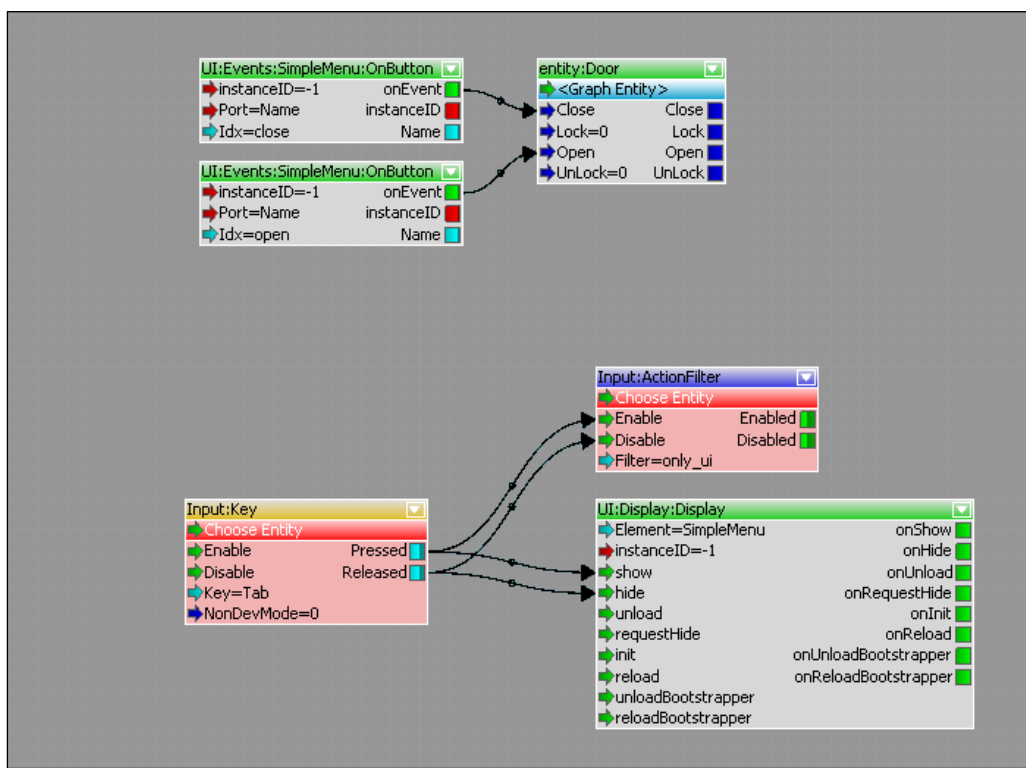 UI:Events:SimpleMenu:OnButton
instanceID=-1 onEvent
Port=Name instanceID
Idx=close Name
UI:Events:SimpleMenu:OnButton
instanceID=-1 onEvent
Port=Name instanceID
Idx=open Name
entity:Door
<Graph Entity>
Close Close
Lock=0 Lock
Open Open
UnLock=0 UnLock
Input:ActionFilter
Choose Entity
Enable Enabled
Disable Disabled
Filter=only_ui
Input:Key
Choose Entity
Enable Pressed
Disable Released
Key=Tab
NonDevMode=0
UI:Display:Display
Element=SimpleMenu onShow
instanceID=-1 onHide
show onUnload
hide onRequestHide
unload onInit
requestHide onReload
init onUnloadBootstrapper
reload onReloadBootstrapper
unloadBootstrapper
reloadBootstrapper